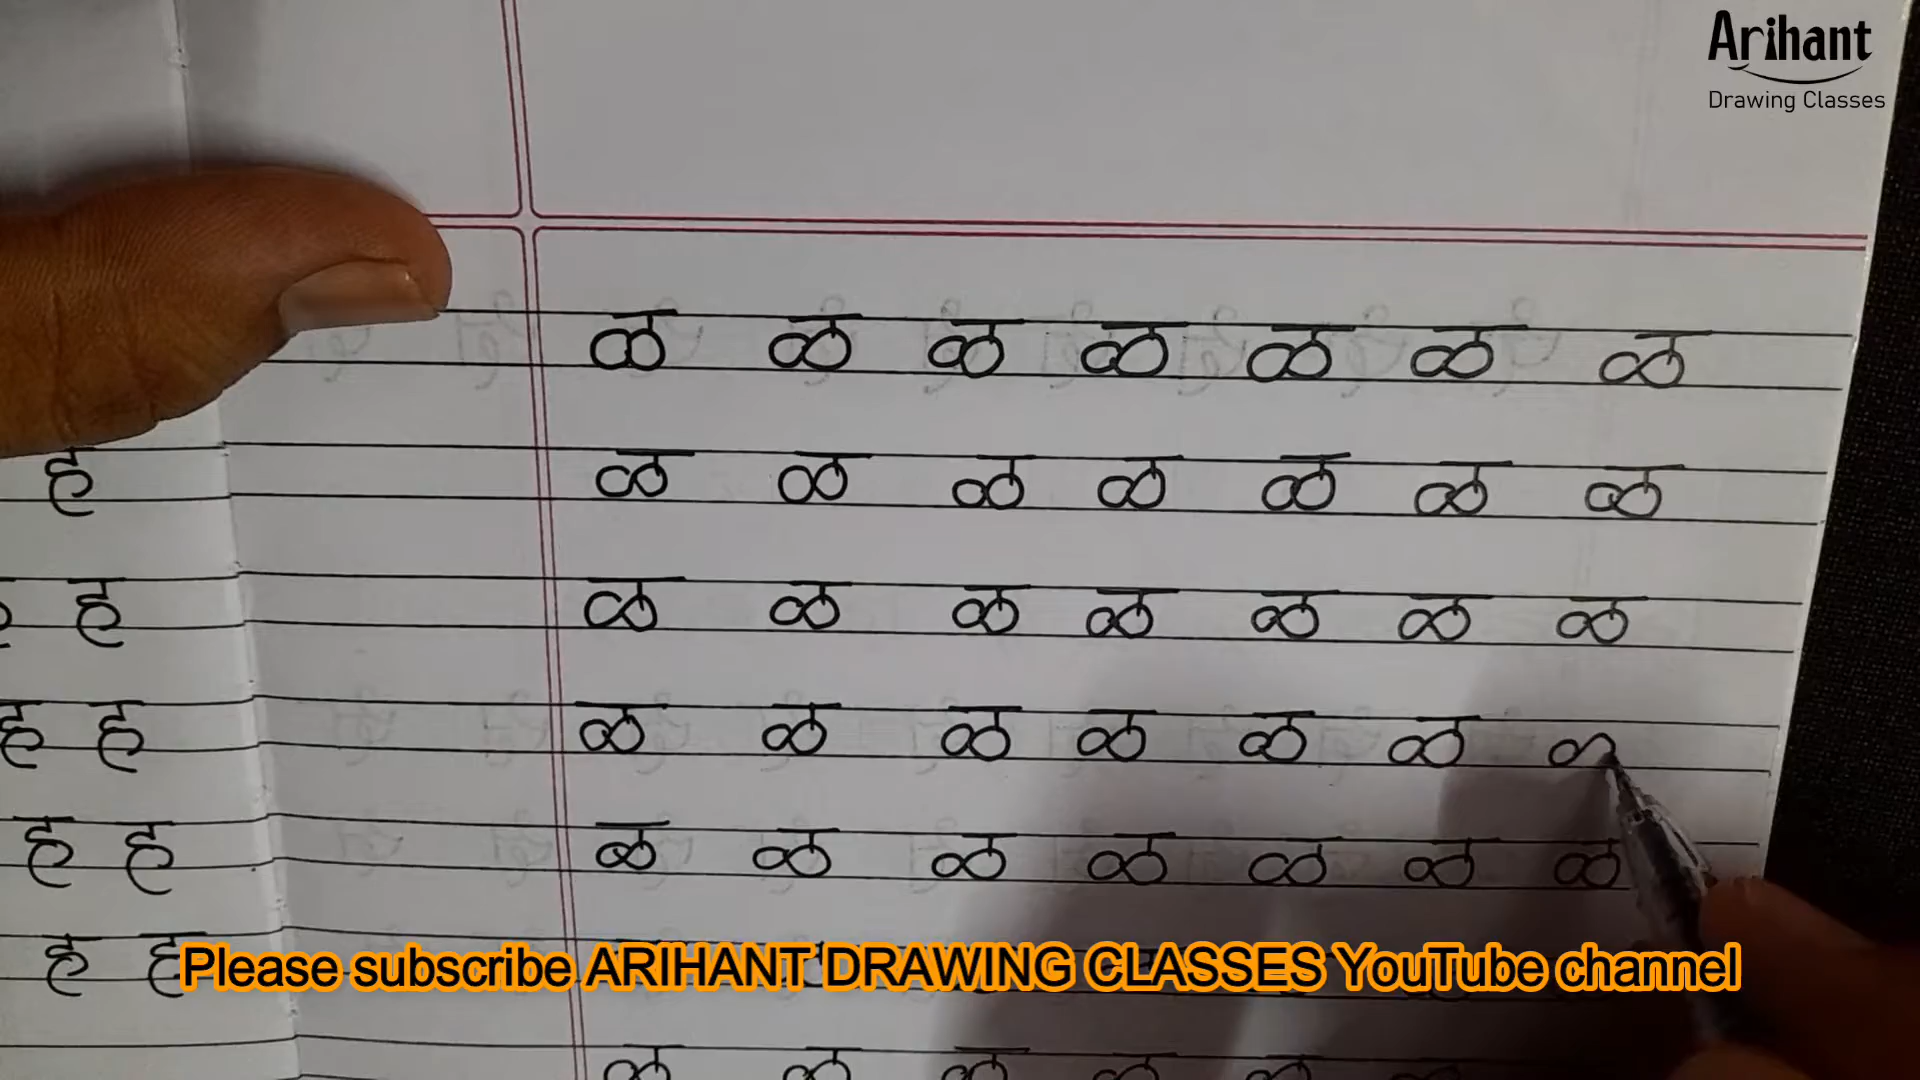 Arihant
Drawing Classes
ळ ळ ळ ळ ळ ळ ळ
ह ळ ळ ळ ळ ळ ळ ळ
ह ळ ळ ळ ळ ळ ळ ळ
ह ह ळ ळ ळ ळ ळ ळ
ह ह ळ ळ ळ ळ ळ ळ ळ
ह ह
Please subscribe ARIHANT DRAWING CLASSES YouTube channel